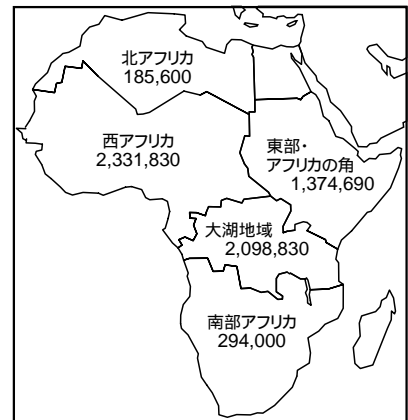 北アフリカ
185,600
西アフリカ
2,331,830
東部・
アフリカの角
1,374,690
大湖地域
2,098,830
南部アフリカ
294,000